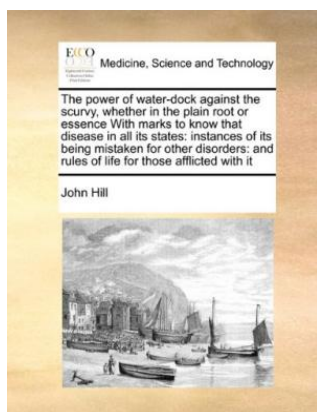 ECCO
Medicine, Science and Technology
The power of water-dock against the
scurvy, whether in the plain root or
essence With marks to know that
disease in all its states: instances of its
being mistaken for other disorders: and
rules of life for those afflicted with it
John Hill